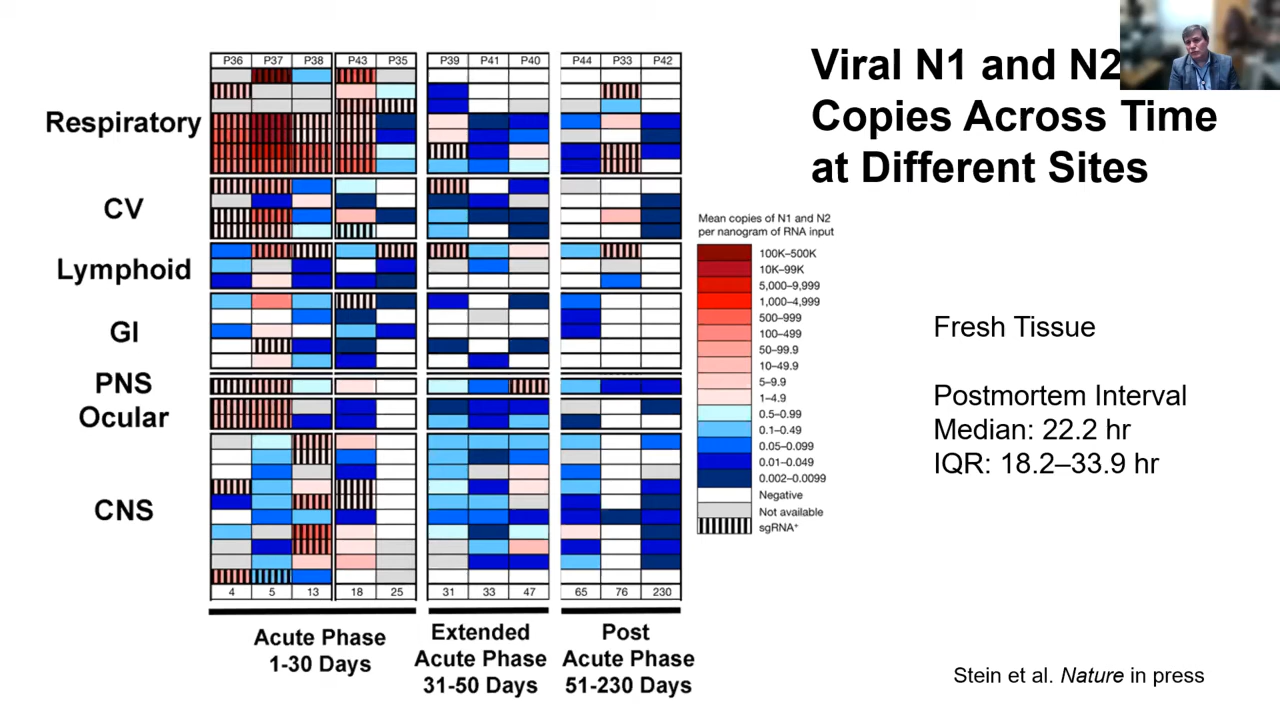 Viral N1 and N2
Copies Across Time
at Different Sites
P36 P37 P38 P43 P35 P39 P41 P40 P44 P33 P42
Respiratory
CV
Lymphoid
GI
PNS
Ocular
CNS
4 5 13 18 25 31 33 47 65 76 230
Acute Phase
1-30 Days
Extended
Acute Phase
31-50 Days
Post
Acute Phase
51-230 Days
Mean copies of N1 and N2
per nanogram of RNA input
100K–500K
10K–99K
5,000–9,999
1,000–4,999
500–999
100–499
50–99.9
10–49.9
5–9.9
1–4.9
0.5–0.99
0.1–0.49
0.05–0.099
0.01–0.049
0.002–0.0099
Negative
Not available
sgRNA⁺
Fresh Tissue
Postmortem Interval
Median: 22.2 hr
IQR: 18.2–33.9 hr
Stein et al. Nature in press